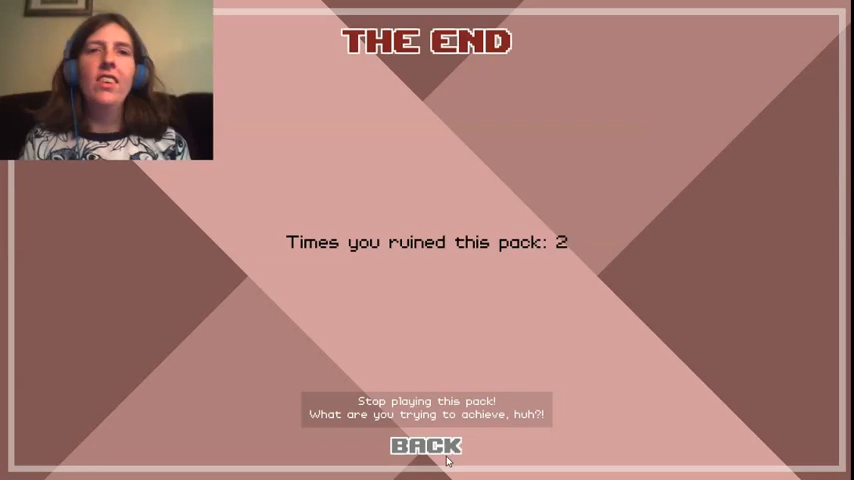 THE END
Times you ruined this pack: 2
Stop playing this pack!
What are you trying to achieve, huh?!
BACK